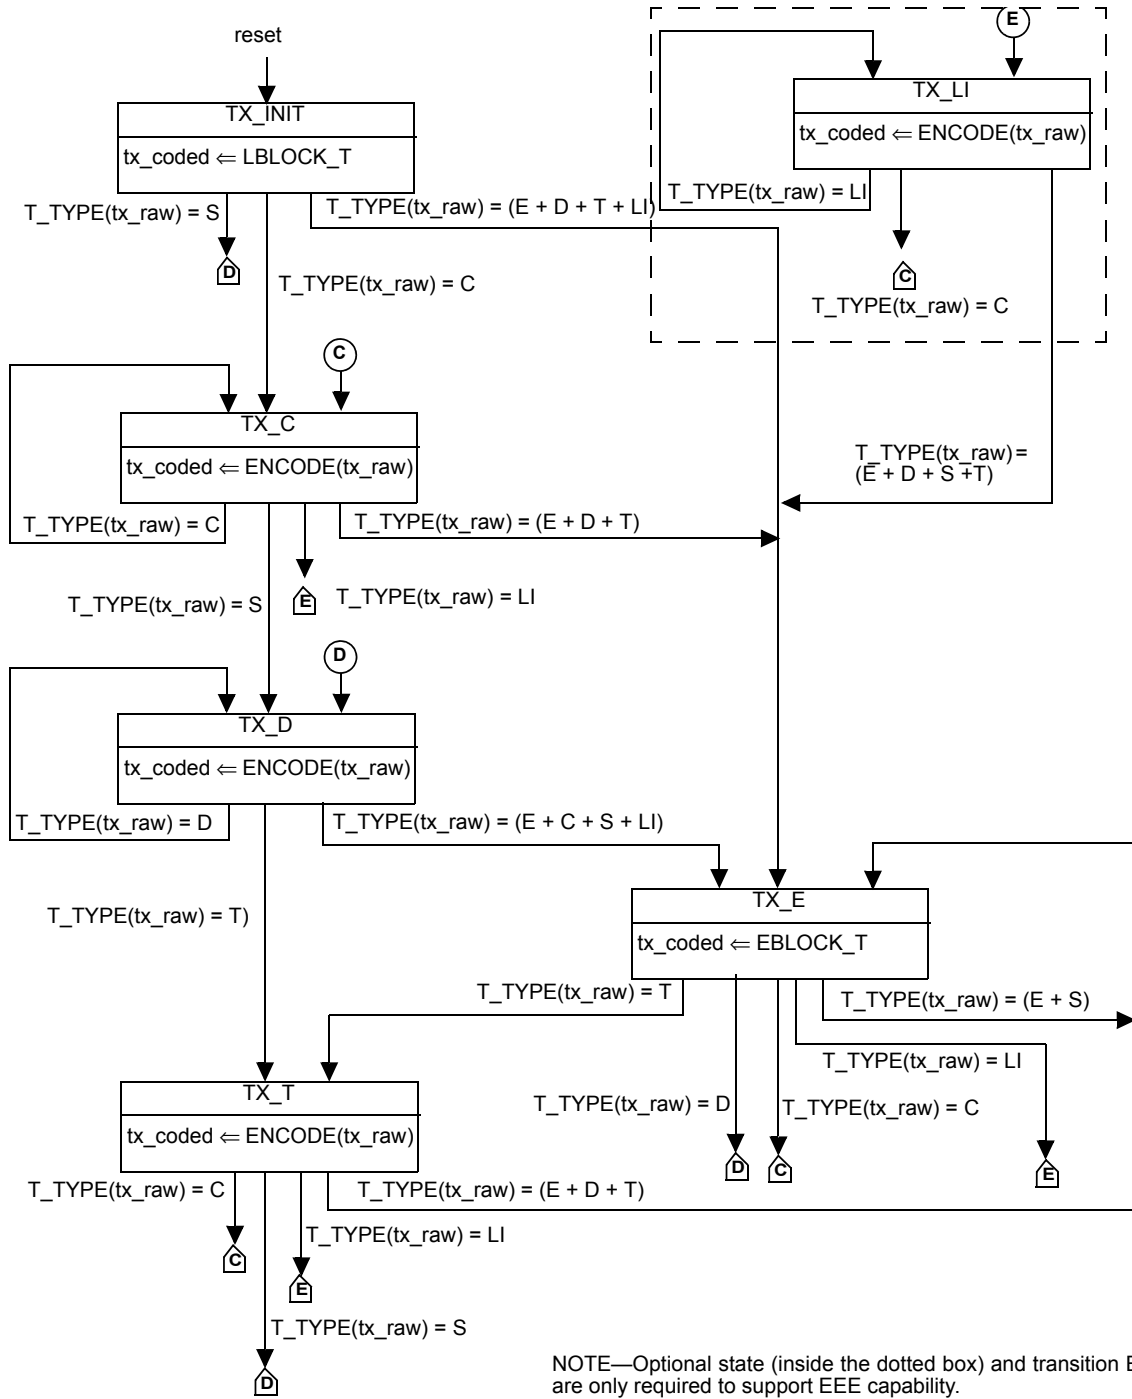 reset
E
TX_LI
tx_coded ⇐ ENCODE(tx_raw)
T_TYPE(tx_raw) = LI
C
T_TYPE(tx_raw) = C
T_TYPE(tx_raw) =
(E + D + S +T)
TX_INIT
tx_coded ⇐ LBLOCK_T
T_TYPE(tx_raw) = S
T_TYPE(tx_raw) = (E + D + T + LI)
D
T_TYPE(tx_raw) = C
C
TX_C
tx_coded ⇐ ENCODE(tx_raw)
T_TYPE(tx_raw) = C
T_TYPE(tx_raw) = (E + D + T)
T_TYPE(tx_raw) = S
E
T_TYPE(tx_raw) = LI
D
TX_D
tx_coded ⇐ ENCODE(tx_raw)
T_TYPE(tx_raw) = D
T_TYPE(tx_raw) = (E + C + S + LI)
T_TYPE(tx_raw) = T)
TX_E
tx_coded ⇐ EBLOCK_T
T_TYPE(tx_raw) = T
T_TYPE(tx_raw) = (E + S)
T_TYPE(tx_raw) = LI
T_TYPE(tx_raw) = D
T_TYPE(tx_raw) = C
D
C
E
TX_T
tx_coded ⇐ ENCODE(tx_raw)
T_TYPE(tx_raw) = C
T_TYPE(tx_raw) = (E + D + T)
C
T_TYPE(tx_raw) = LI
E
T_TYPE(tx_raw) = S
D
NOTE—Optional state (inside the dotted box) and transition E
are only required to support EEE capability.